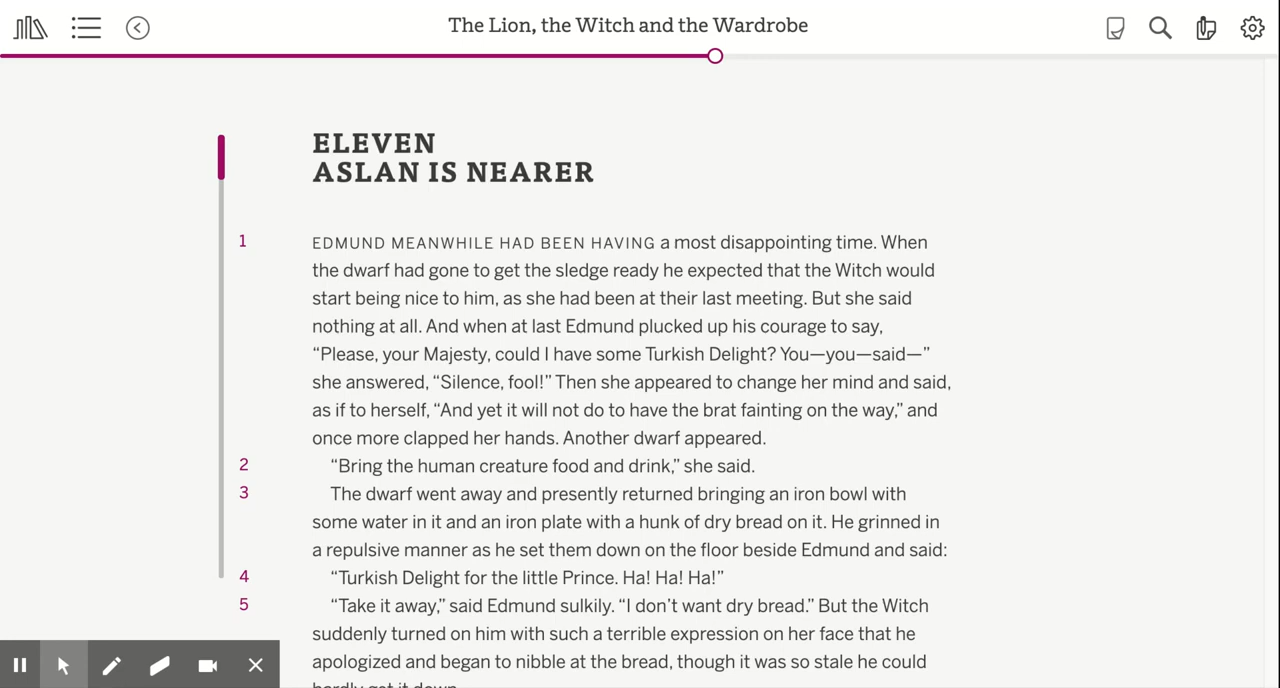 The Lion, the Witch and the Wardrobe
ELEVEN
ASLAN IS NEARER
1 EDMUND MEANWHILE HAD BEEN HAVING a most disappointing time. When
the dwarf had gone to get the sledge ready he expected that the Witch would
start being nice to him, as she had been at their last meeting. But she said
nothing at all. And when at last Edmund plucked up his courage to say,
“Please, your Majesty, could I have some Turkish Delight? You—you—said—”
she answered, “Silence, fool!” Then she appeared to change her mind and said,
as if to herself, “And yet it will not do to have the brat fainting on the way,” and
once more clapped her hands. Another dwarf appeared.
2 “Bring the human creature food and drink,” she said.
3 The dwarf went away and presently returned bringing an iron bowl with
some water in it and an iron plate with a hunk of dry bread on it. He grinned in
a repulsive manner as he set them down on the floor beside Edmund and said:
4 “Turkish Delight for the little Prince. Ha! Ha! Ha!”
5 “Take it away,” said Edmund sulkily. “I don’t want dry bread.” But the Witch
suddenly turned on him with such a terrible expression on her face that he
apologized and began to nibble at the bread, though it was so stale he could